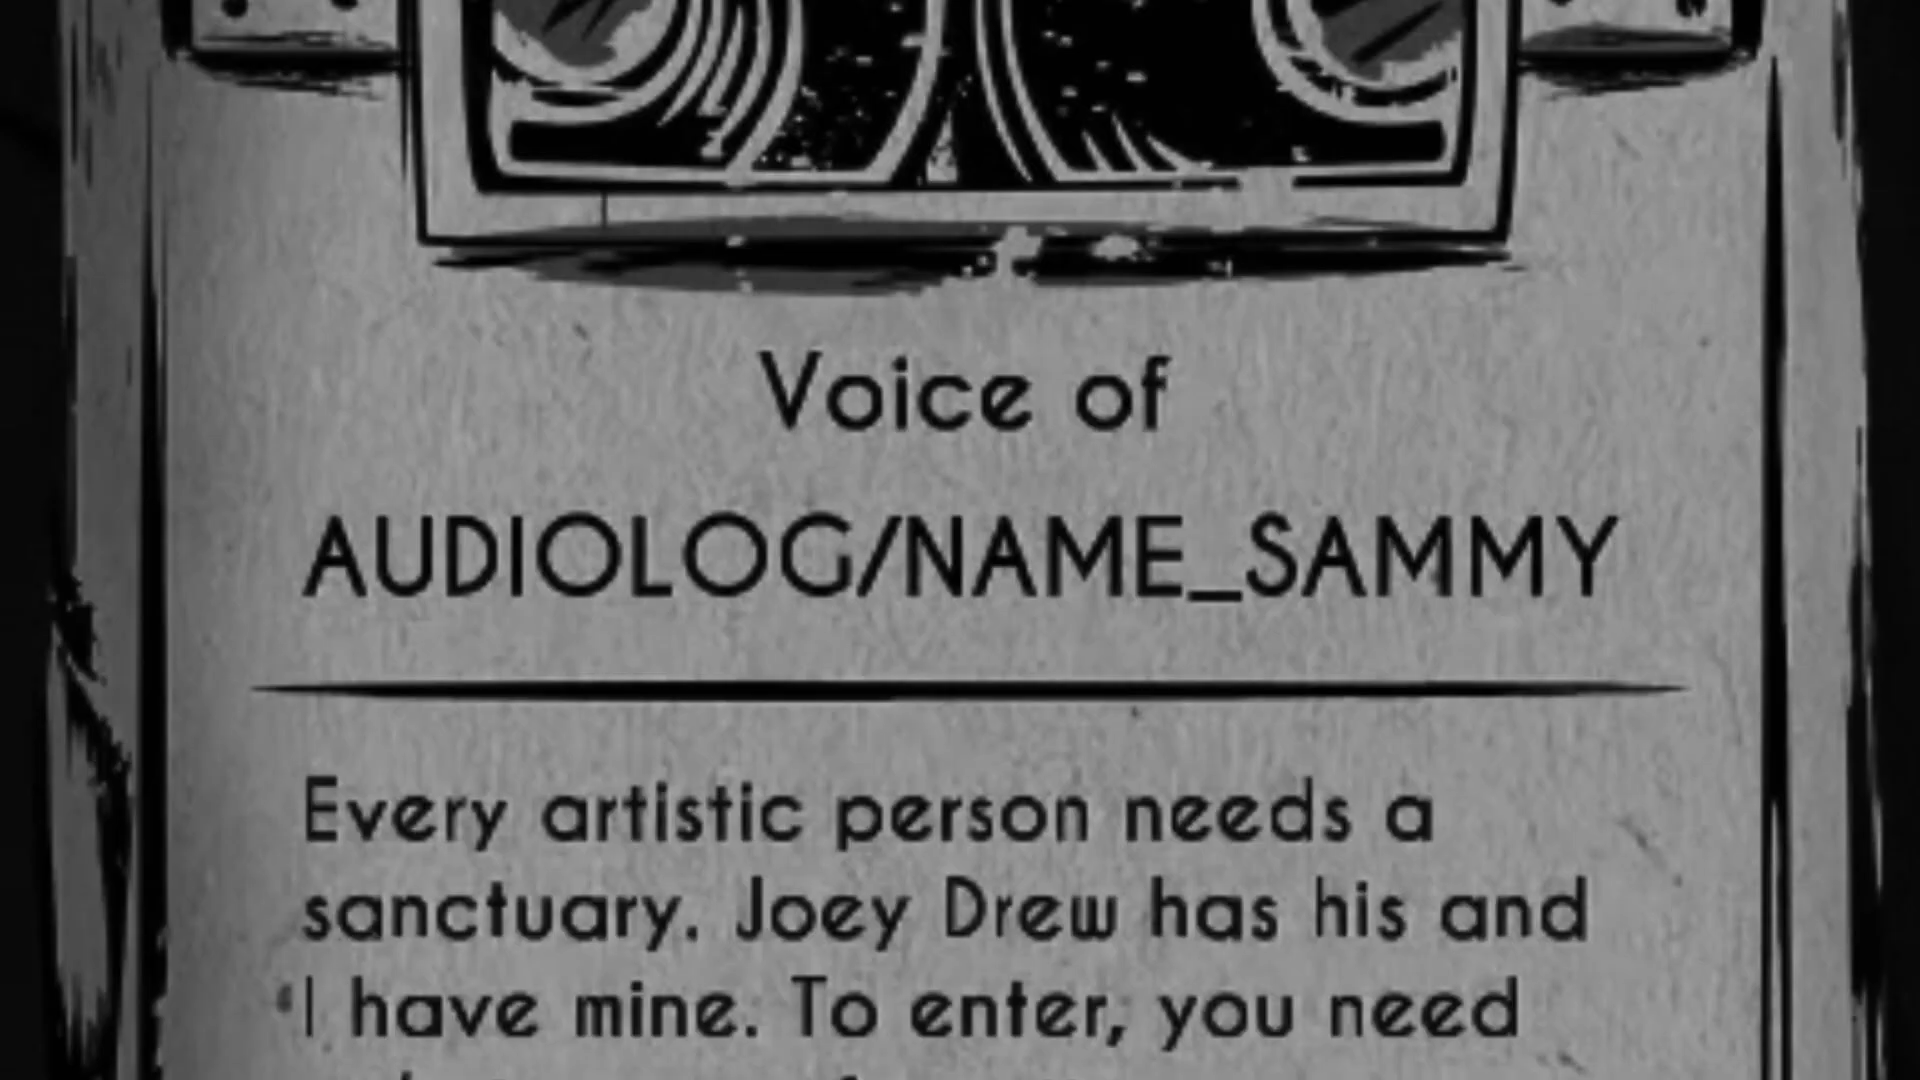 Voice of
AUDIOLOG/NAME_SAMMY
Every artistic person needs a
sanctuary. Joey Drew has his and
I have mine. To enter, you need